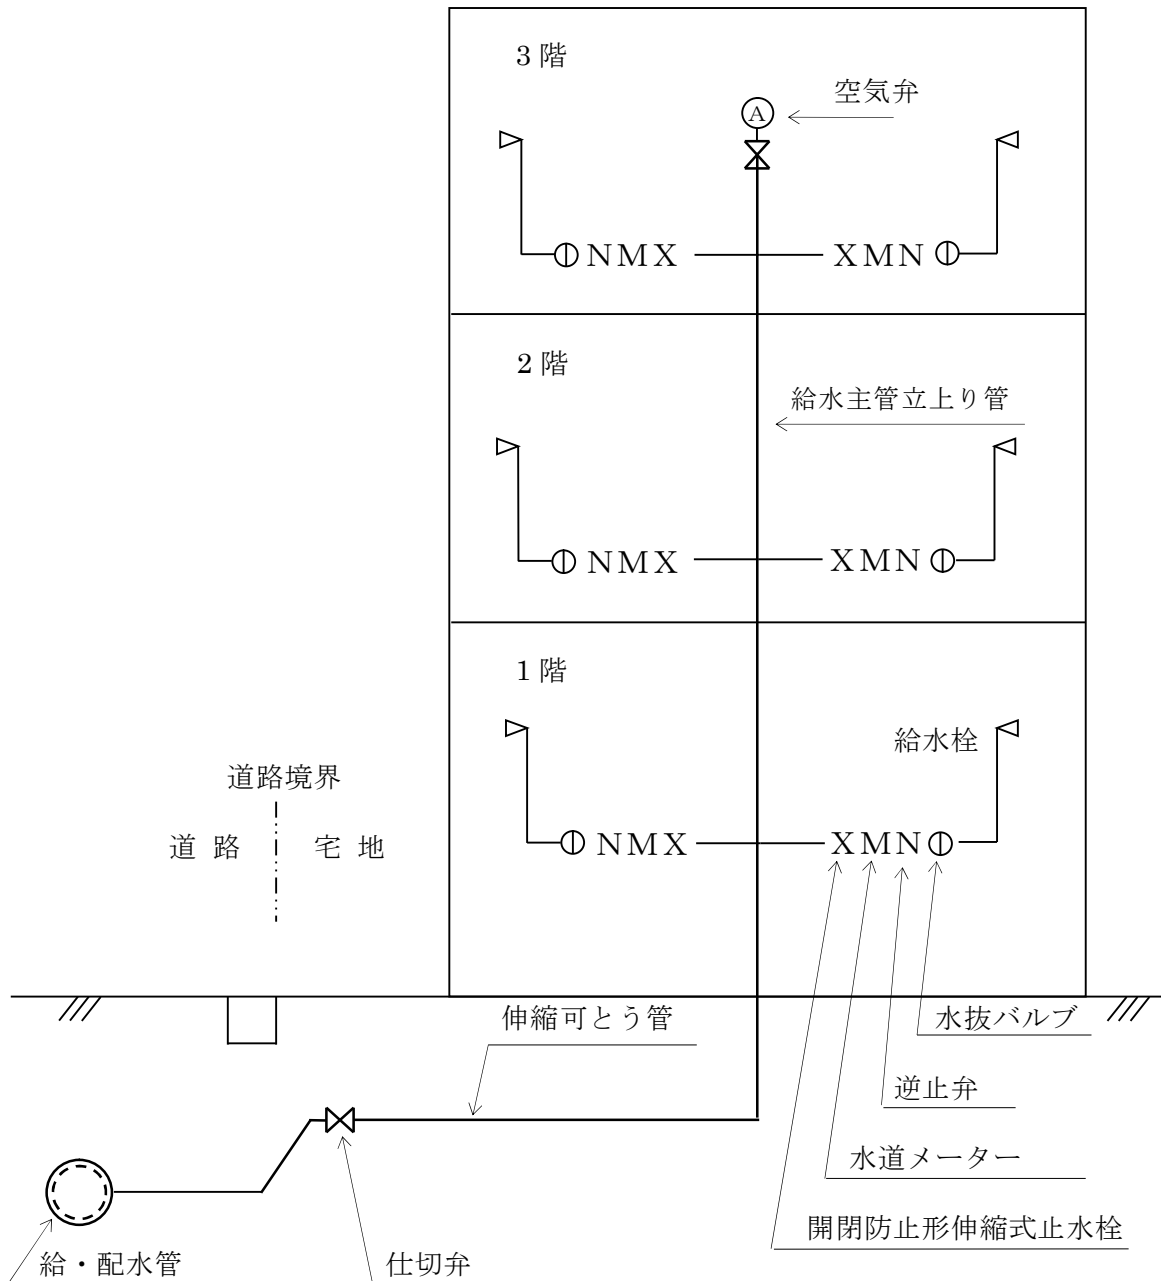 3階
空気弁
A
NMX
XMN
2階
給水主管立上り管
NMX
XMN
1階
給水栓
道路境界
道 路
宅 地
NMX
XMN
伸縮可とう管
水抜バルブ
逆止弁
水道メーター
開閉防止形伸縮式止水栓
給・配水管
仕切弁